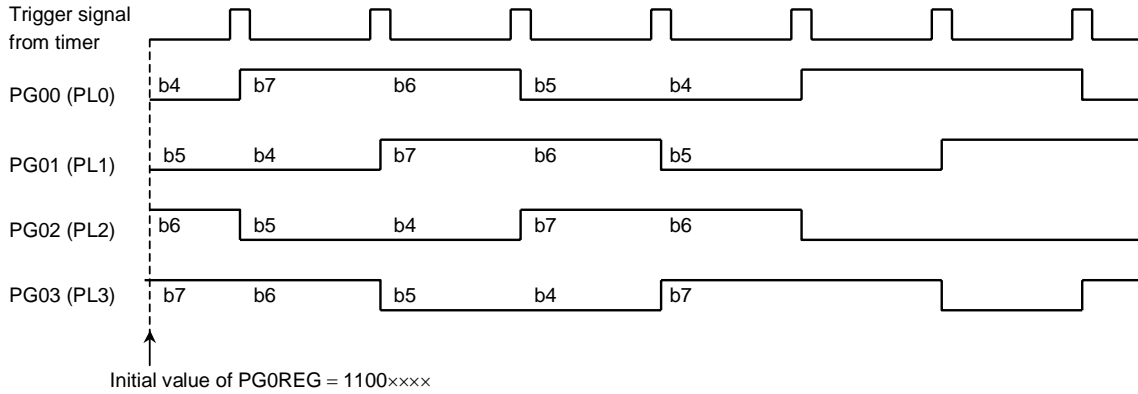 Trigger signal
from timer
PG00 (PL0)
b4 b7 b6 b5 b4
PG01 (PL1)
b5 b4 b7 b6 b5
PG02 (PL2)
b6 b5 b4 b7 b6
PG03 (PL3)
b7 b6 b5 b4 b7
Initial value of PG0REG = 1100××××